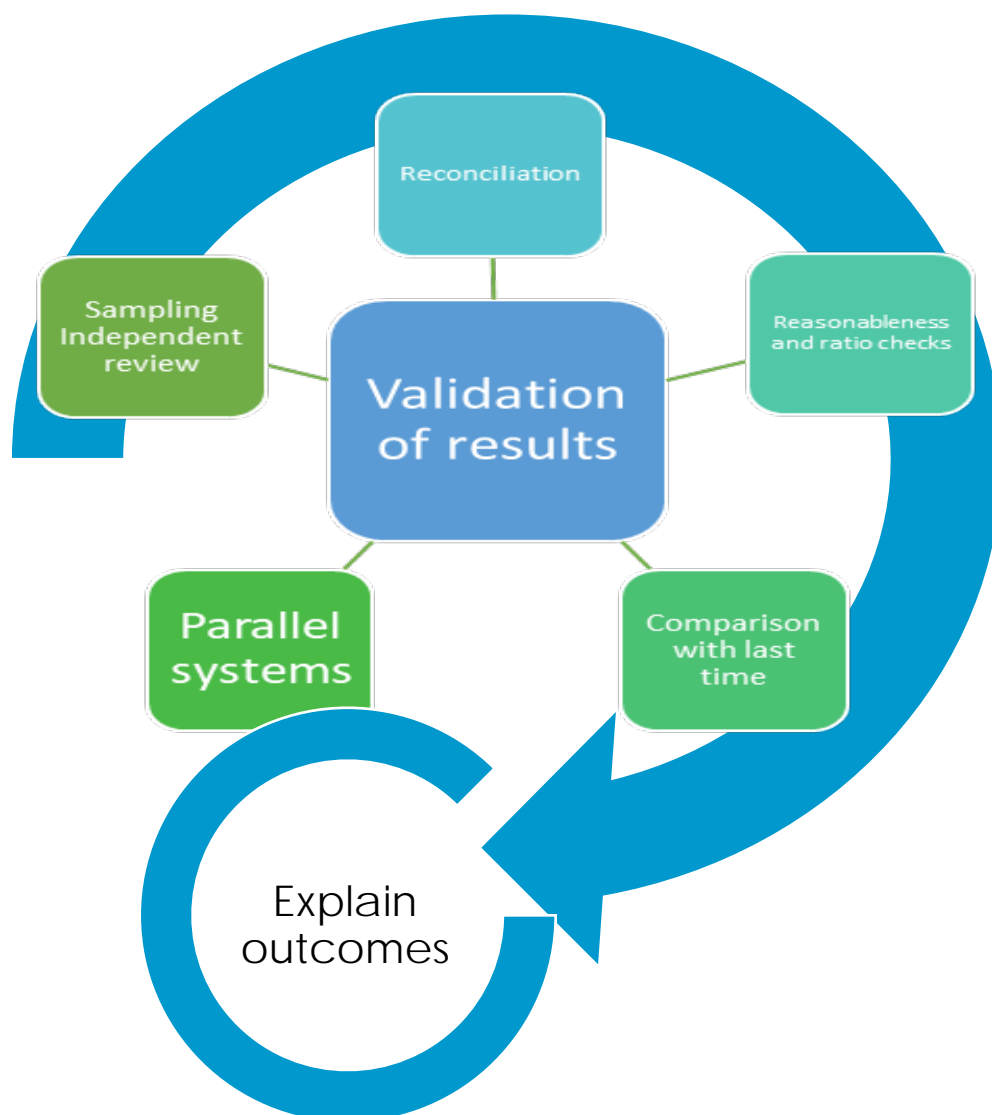 Reconciliation
Sampling
Independent
review
Reasonableness
and ratio checks
Validation
of results
Parallel
systems
Comparison
with last
time
Explain
outcomes